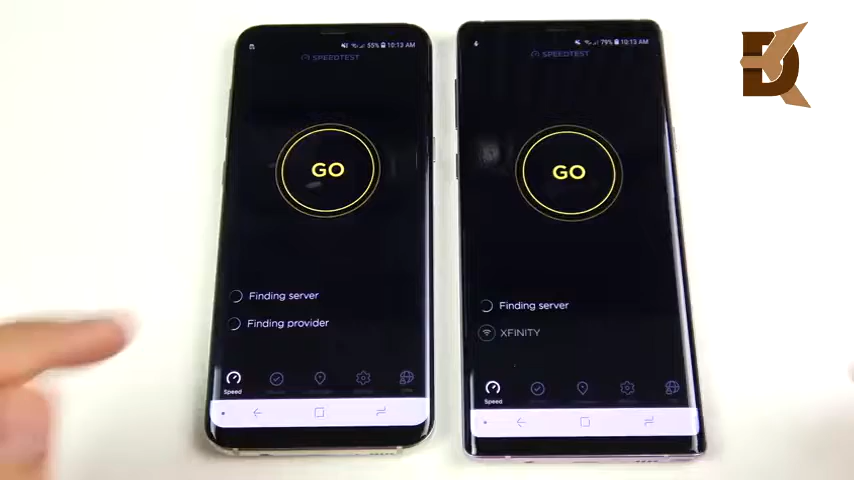 55% 10:13 AM
SPEEDTEST
GO
Finding server
Finding provider
Speed
79% 10:13 AM
SPEEDTEST
GO
Finding server
XFINITY
Speed
DK